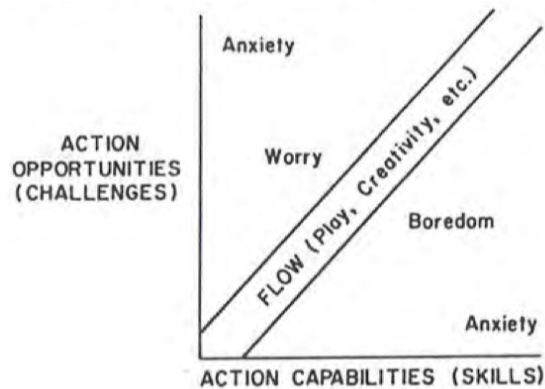 Anxiety
ACTION
OPPORTUNITIES
(CHALLENGES)
Worry
FLOW (Play, Creativity, etc.)
Boredom
Anxiety
ACTION CAPABILITIES (SKILLS)